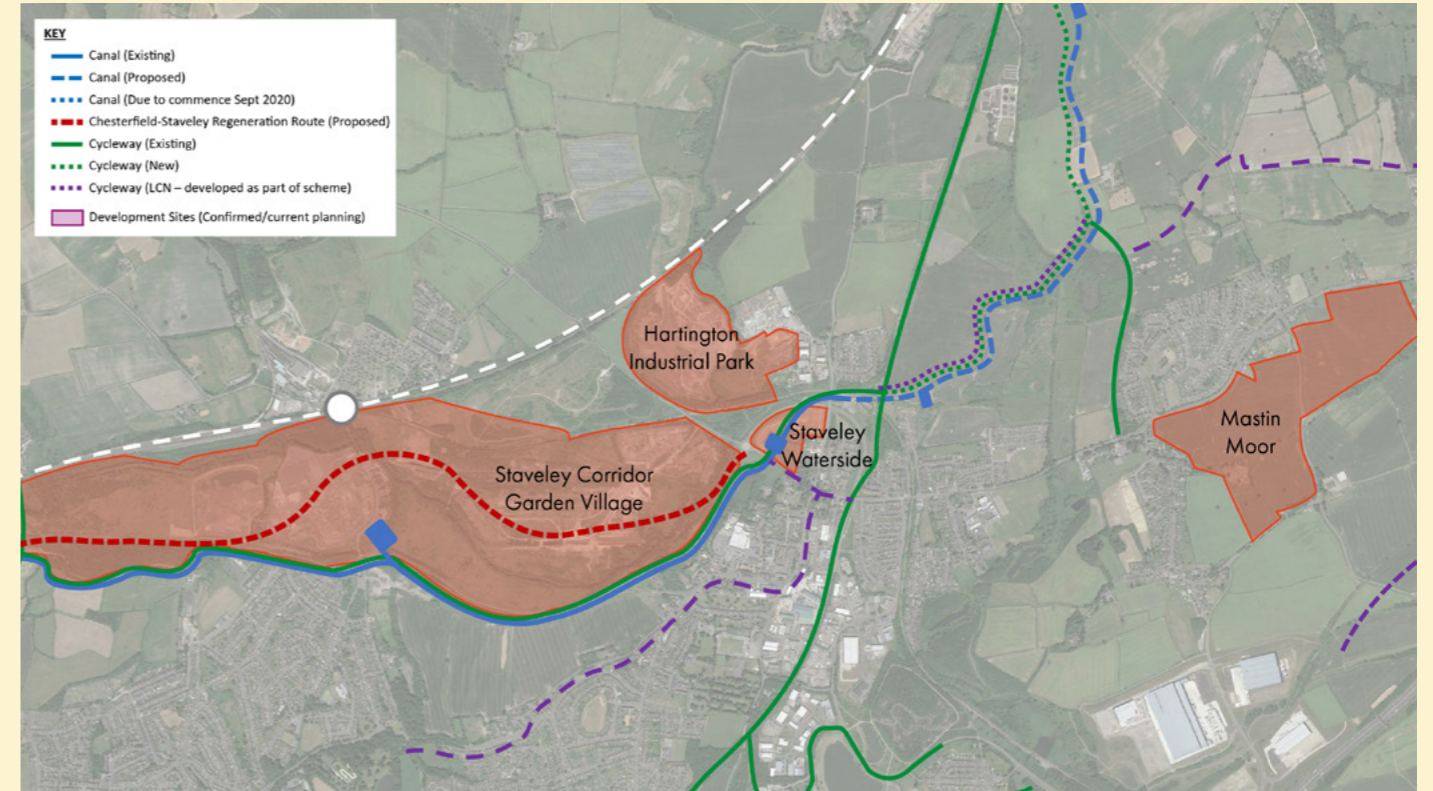 KEY
Canal (Existing)
Canal (Proposed)
Canal (Due to commence Sept 2020)
Chesterfield-Staveley Regeneration Route (Proposed)
Cycleway (Existing)
Cycleway (New)
Cycleway (LCN – developed as part of scheme)
Development Sites (Confirmed/current planning)
Hartington
Industrial Park
Staveley
Waterside
Mastin
Moor
Staveley Corridor
Garden Village